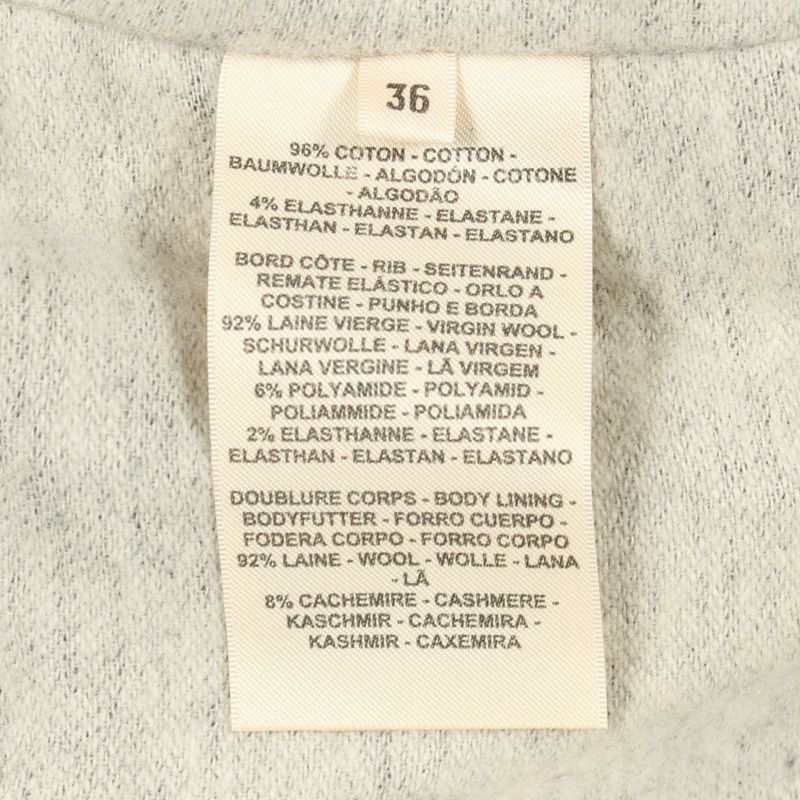 36
96% COTON - COTTON -
BAUMWOLLE - ALGODÓN - COTONE
- ALGODÃO
4% ELASTHANNE - ELASTANE -
ELASTHAN - ELASTAN - ELASTANO
BORD CÔTE - RIB - SEITENRAND -
REMATE ELÁSTICO - ORLO A
COSTINE - PUNHO E BORDA
92% LAINE VIERGE - VIRGIN WOOL -
SCHURWOLLE - LANA VIRGEN -
LANA VERGINE - LÃ VIRGEM
6% POLYAMIDE - POLYAMID -
POLIAMMIDE - POLIAMIDA
2% ELASTHANNE - ELASTANE -
ELASTHAN - ELASTAN - ELASTANO
DOUBLURE CORPS - BODY LINING -
BODYFUTTER - FORRO CUERPO -
FODERA CORPO - FORRO CORPO
92% LAINE - WOOL - WOLLE - LANA
- LÃ
8% CACHEMIRE - CASHMERE -
KASCHMIR - CACHEMIRA -
KASHMIR - CAXEMIRA